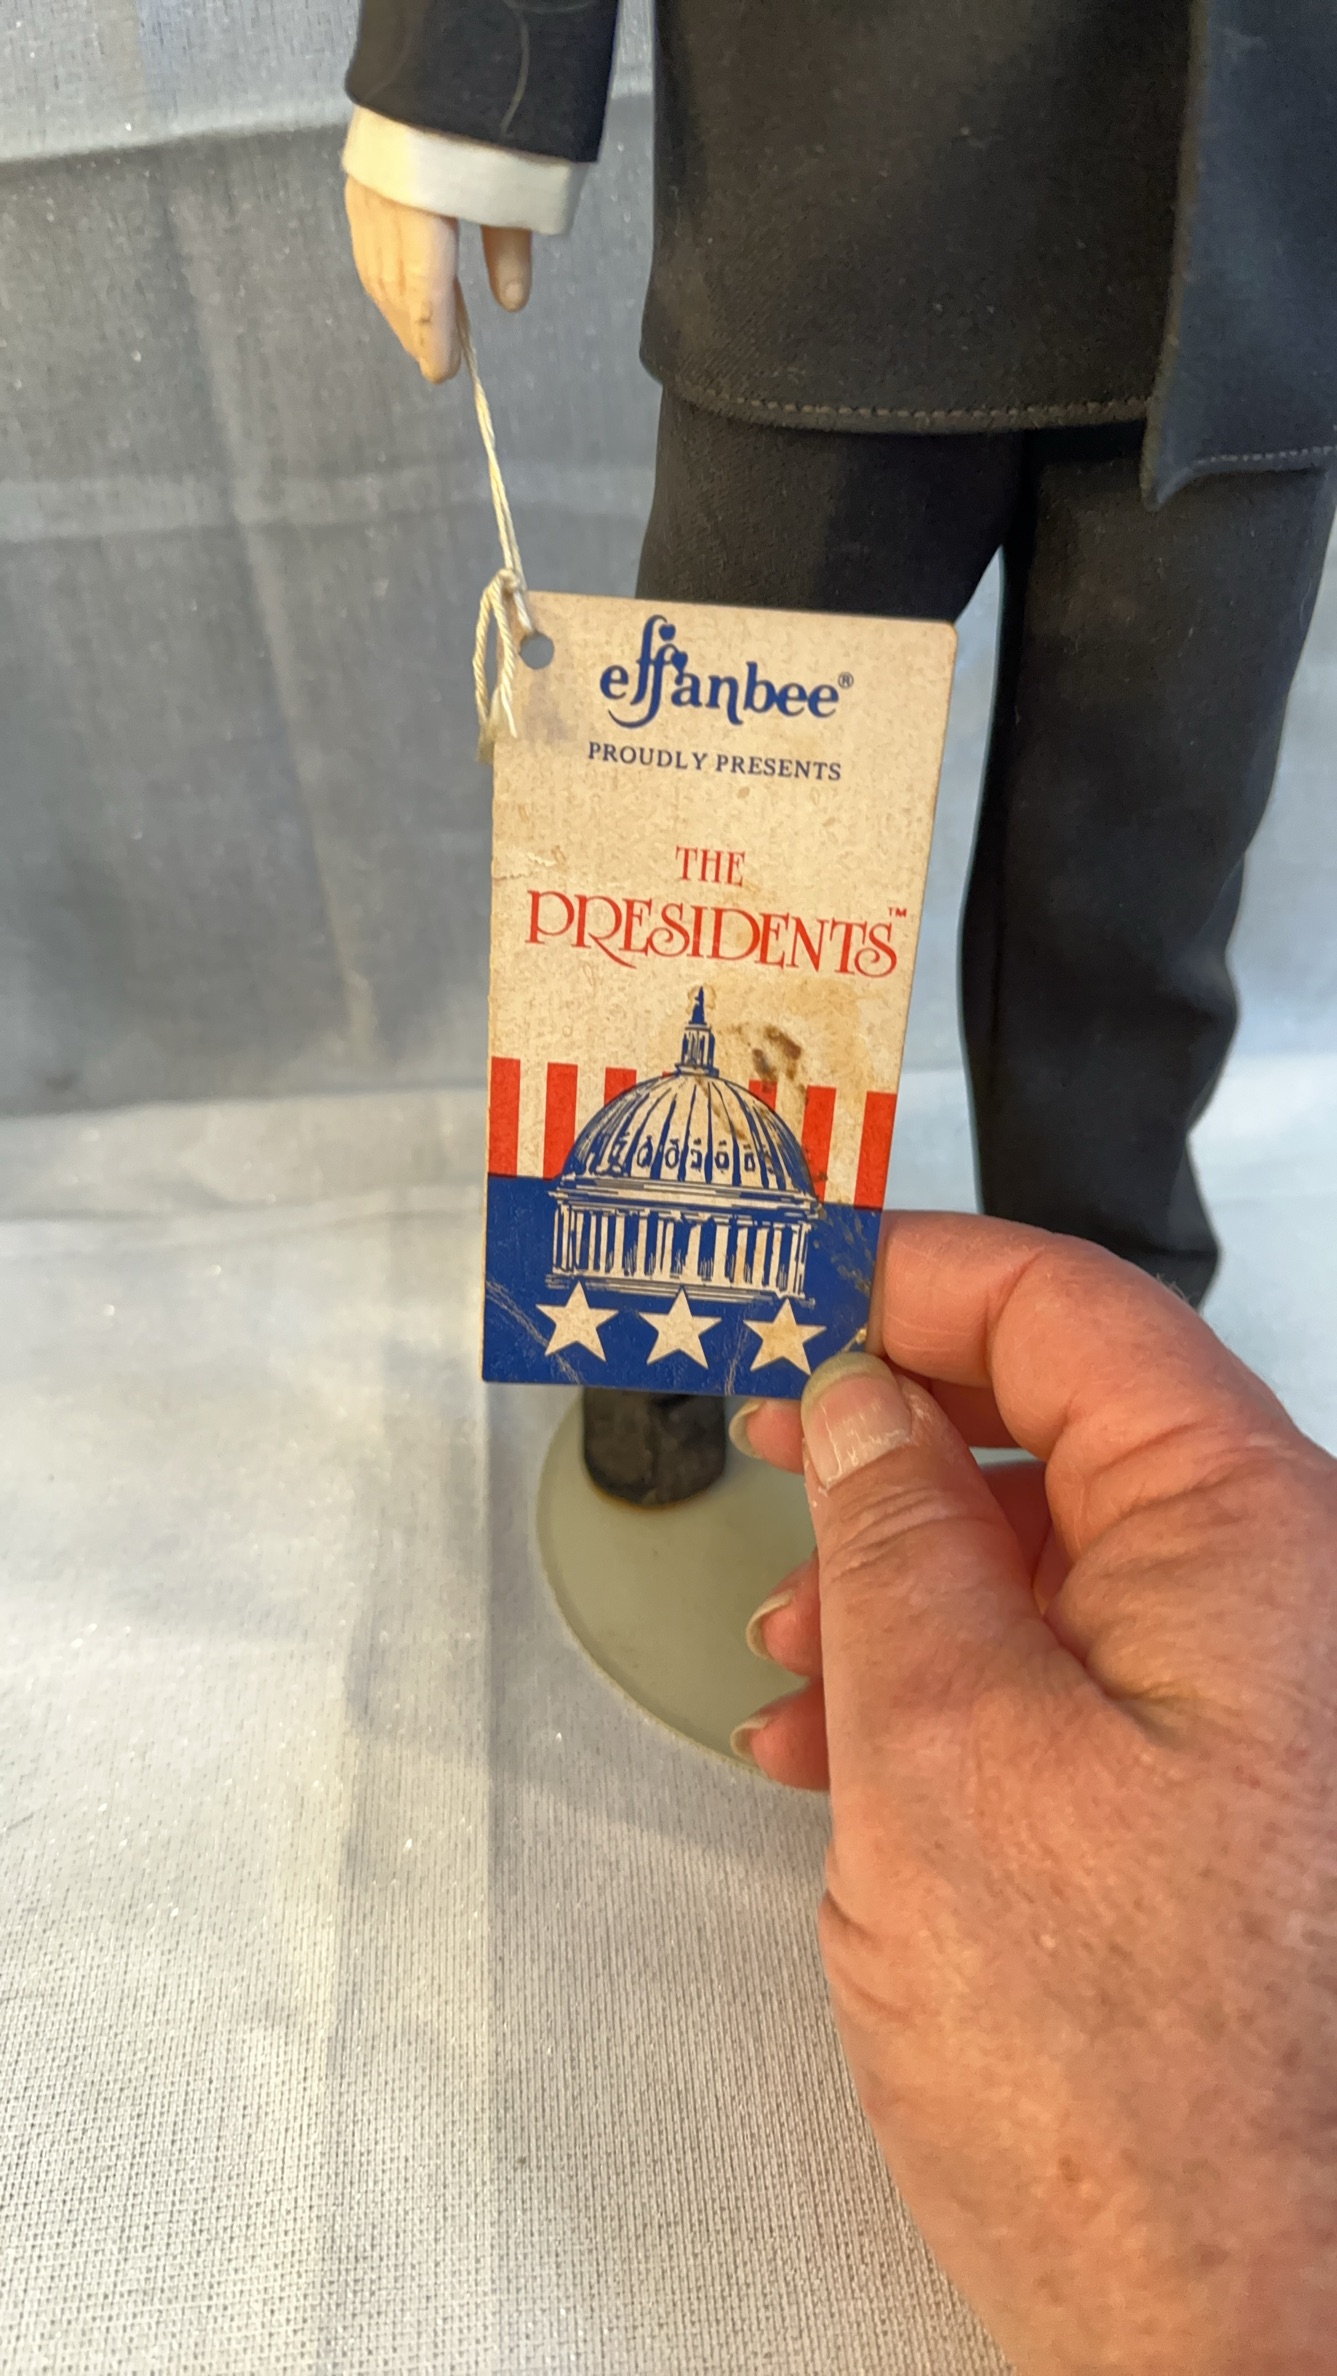 effanbee®
PROUDLY PRESENTS
THE
PRESIDENTS™